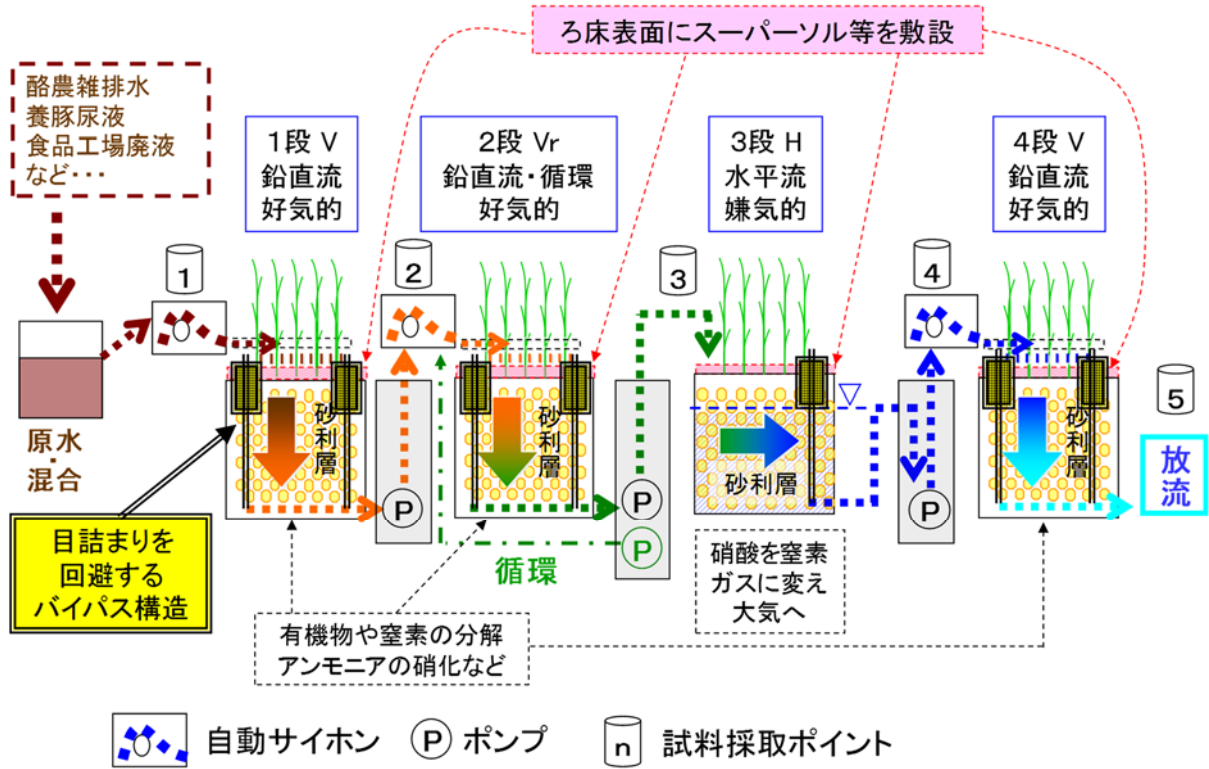 ろ床表面にスーパーソル等を敷設
酪農雑排水
養豚尿液
食品工場廃液
など・・・
1段 V
鉛直流
好気的
2段 Vr
鉛直流・循環
好気的
3段 H
水平流
嫌気的
4段 V
鉛直流
好気的
1
2
3
4
5
原水
・
混合
砂利層
砂利層
砂利層
砂利層
P
P
P
P
循環
放流
目詰まりを
回避する
バイパス構造
硝酸を窒素
ガスに変え
大気へ
有機物や窒素の分解
アンモニアの硝化など
自動サイホン
P
ポンプ
n
試料採取ポイント